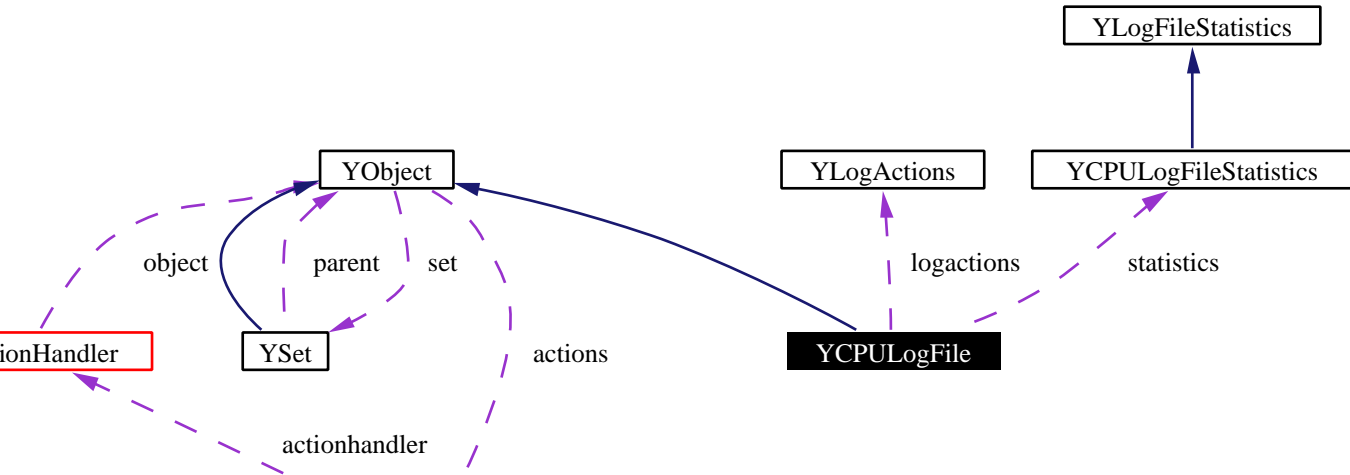 YLogFileStatistics
YObject
YLogActions
YCPULogFileStatistics
object
parent
set
logactions
statistics
ionHandler
YSet
actions
YCPULogFile
actionhandler